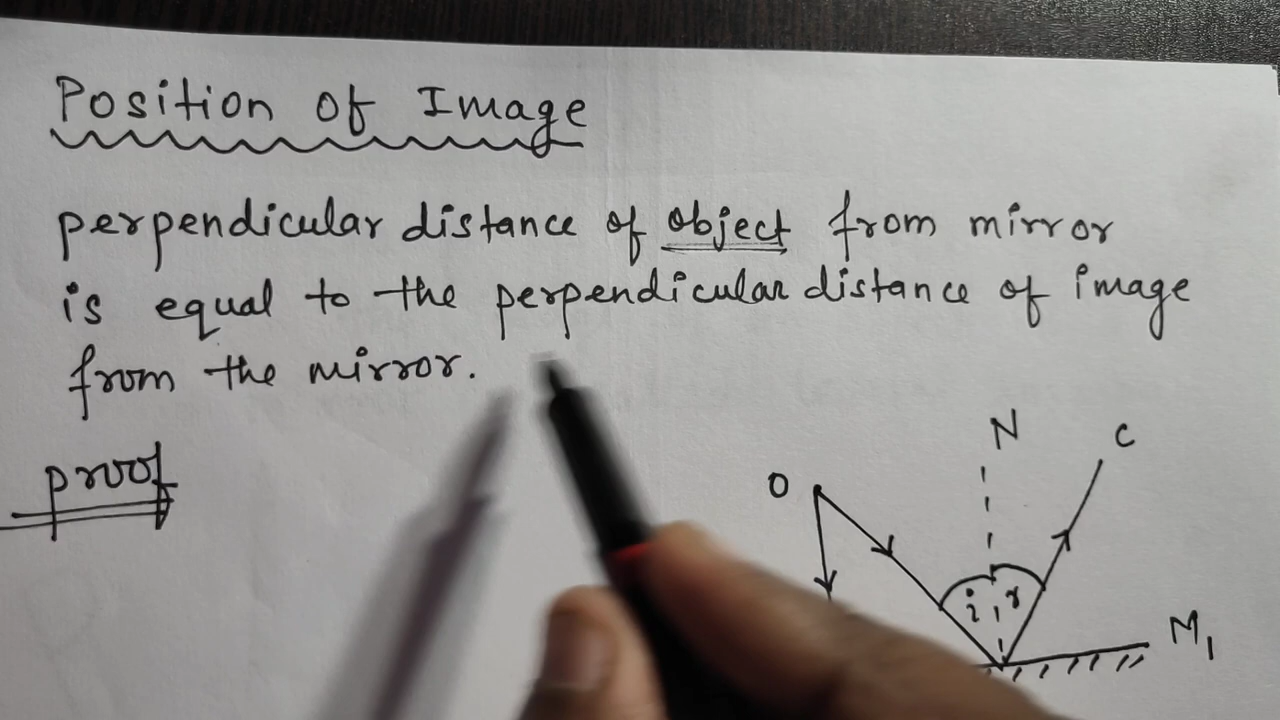 Position of Image
perpendicular distance of object from mirror
is equal to the perpendicular distance of image
from the mirror.
proof
N
C
O
i r
M1